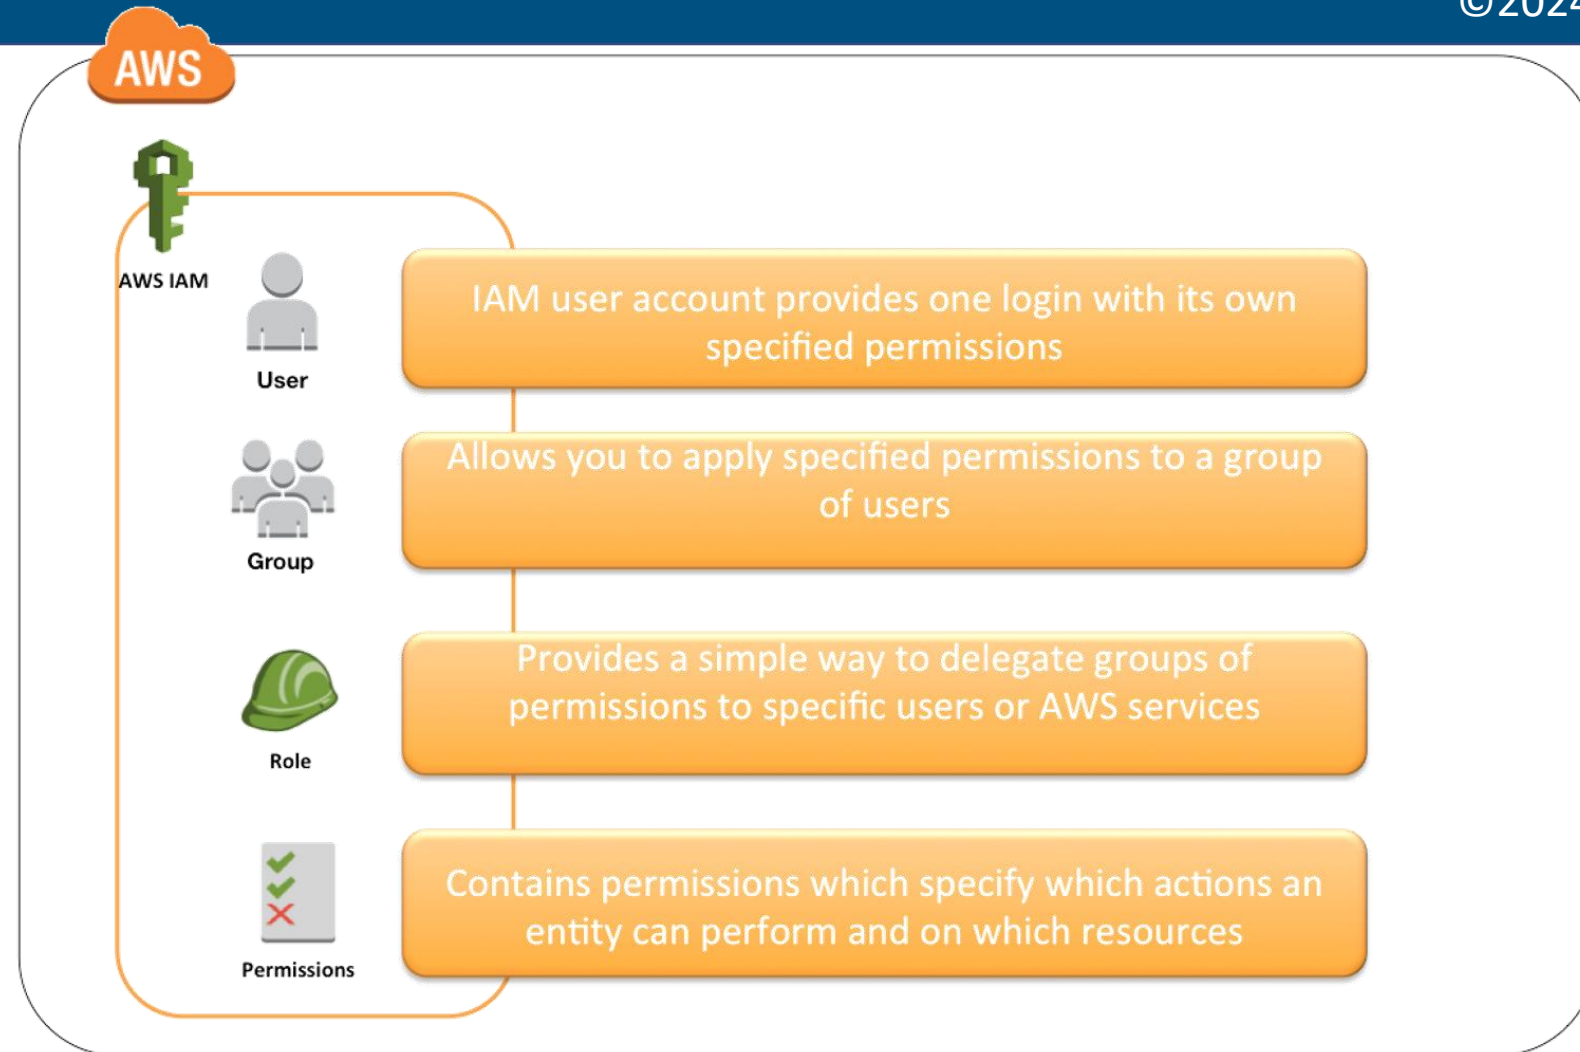 ©2024
AWS
AWS IAM
User
IAM user account provides one login with its own
specified permissions
Group
Allows you to apply specified permissions to a group
of users
Role
Provides a simple way to delegate groups of
permissions to specific users or AWS services
Permissions
Contains permissions which specify which actions an
entity can perform and on which resources